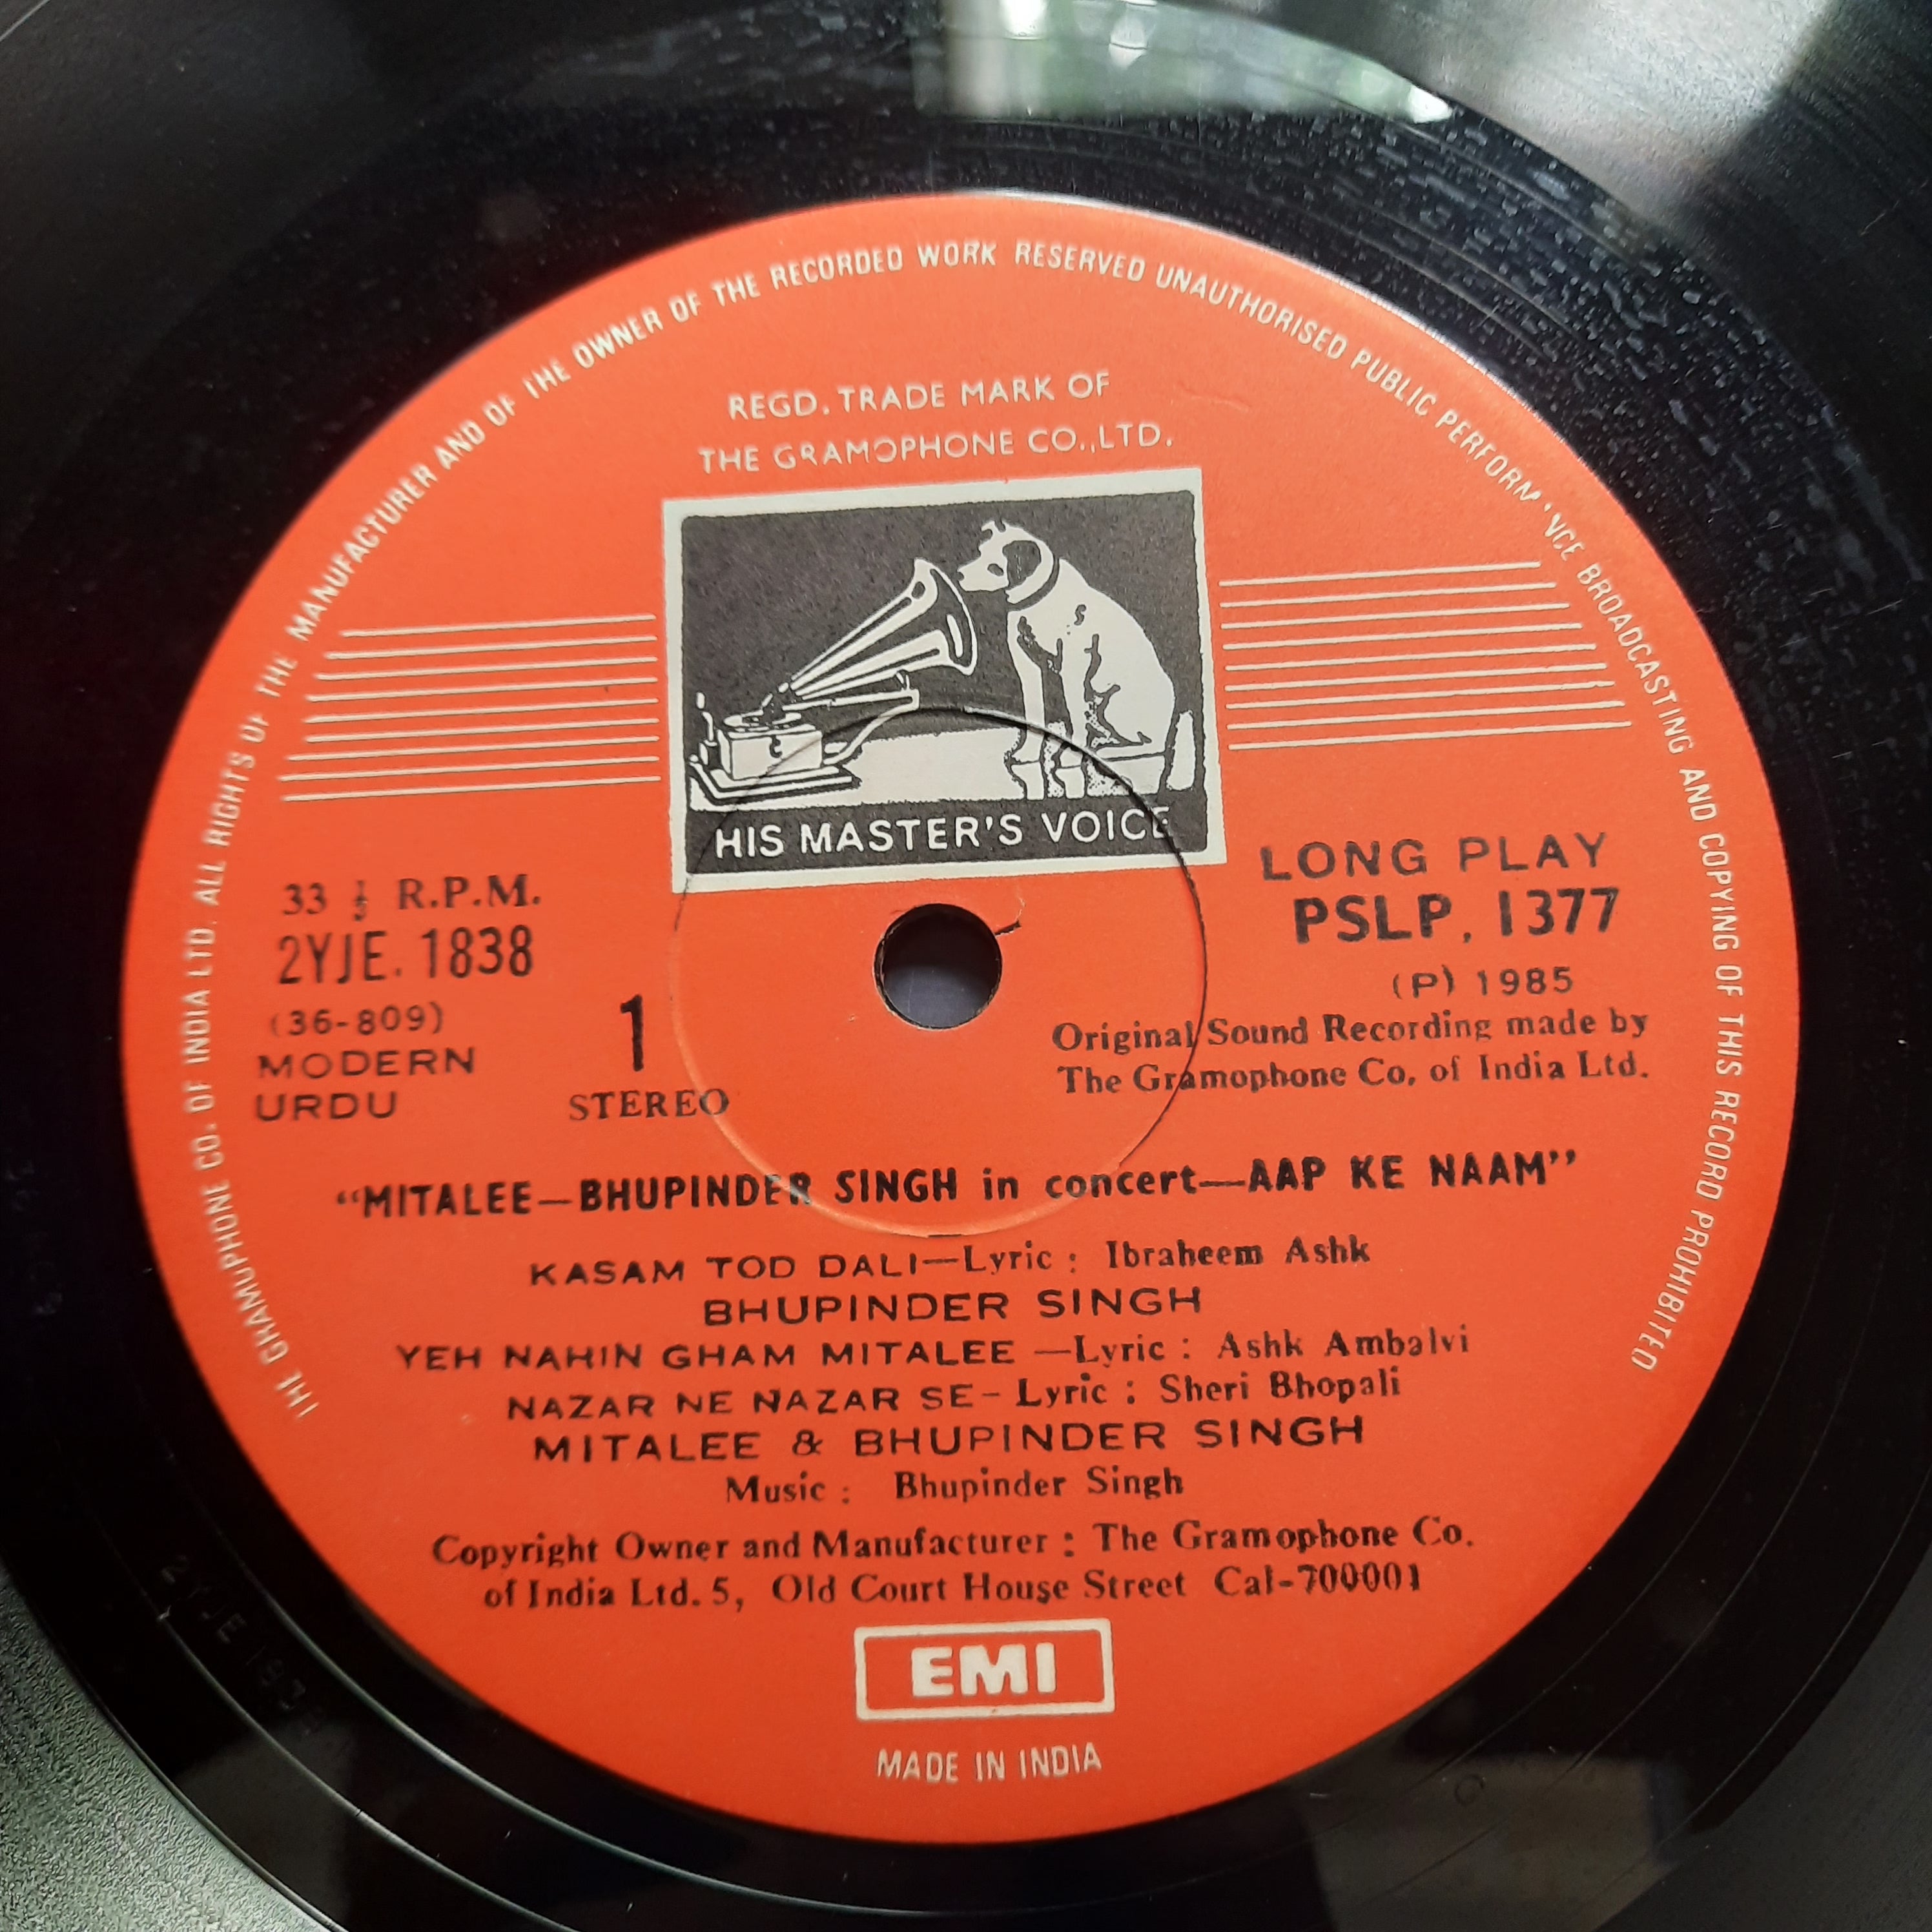 THE GRAMOPHONE CO. OF INDIA LTD. ALL RIGHTS OF THE MANUFACTURER AND OF THE OWNER OF THE RECORDED WORK RESERVED UNAUTHORISED PUBLIC PERFORMANCE BROADCASTING AND COPYING OF THIS RECORD PROHIBITED
REGD. TRADE MARK OF
THE GRAMOPHONE CO., LTD.
HIS MASTER'S VOICE
33 ⅓ R.P.M.
2YJE. 1838
(36-809)
MODERN
URDU
1
STEREO
LONG PLAY
PSLP. 1377
(P) 1985
Original Sound Recording made by
The Gramophone Co. of India Ltd.
“MITALEE—BHUPINDER SINGH in concert—AAP KE NAAM”
KASAM TOD DALI—Lyric : Ibraheem Ashk
BHUPINDER SINGH
YEH NAHIN GHAM MITALEE —Lyric : Ashk Ambalvi
NAZAR NE NAZAR SE- Lyric : Sheri Bhopali
MITALEE & BHUPINDER SINGH
Music : Bhupinder Singh
Copyright Owner and Manufacturer : The Gramophone Co.
of India Ltd. 5, Old Court House Street Cal-700001
EMI
MADE IN INDIA